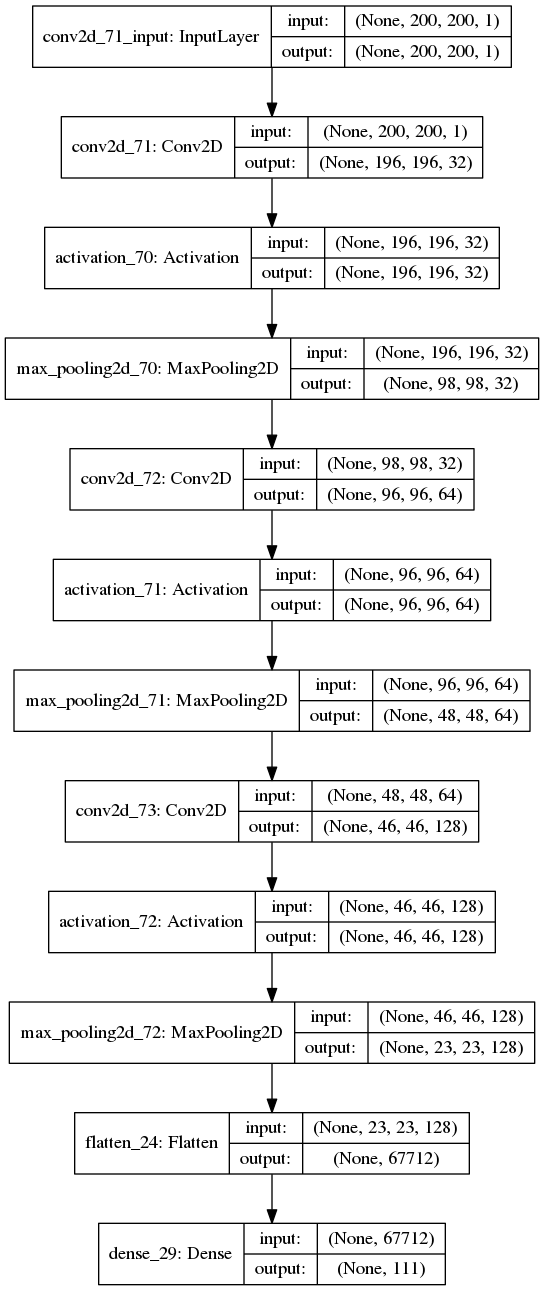 conv2d_71_input: InputLayer
input: (None, 200, 200, 1)
output: (None, 200, 200, 1)
conv2d_71: Conv2D
input: (None, 200, 200, 1)
output: (None, 196, 196, 32)
activation_70: Activation
input: (None, 196, 196, 32)
output: (None, 196, 196, 32)
max_pooling2d_70: MaxPooling2D
input: (None, 196, 196, 32)
output: (None, 98, 98, 32)
conv2d_72: Conv2D
input: (None, 98, 98, 32)
output: (None, 96, 96, 64)
activation_71: Activation
input: (None, 96, 96, 64)
output: (None, 96, 96, 64)
max_pooling2d_71: MaxPooling2D
input: (None, 96, 96, 64)
output: (None, 48, 48, 64)
conv2d_73: Conv2D
input: (None, 48, 48, 64)
output: (None, 46, 46, 128)
activation_72: Activation
input: (None, 46, 46, 128)
output: (None, 46, 46, 128)
max_pooling2d_72: MaxPooling2D
input: (None, 46, 46, 128)
output: (None, 23, 23, 128)
flatten_24: Flatten
input: (None, 23, 23, 128)
output: (None, 67712)
dense_29: Dense
input: (None, 67712)
output: (None, 111)